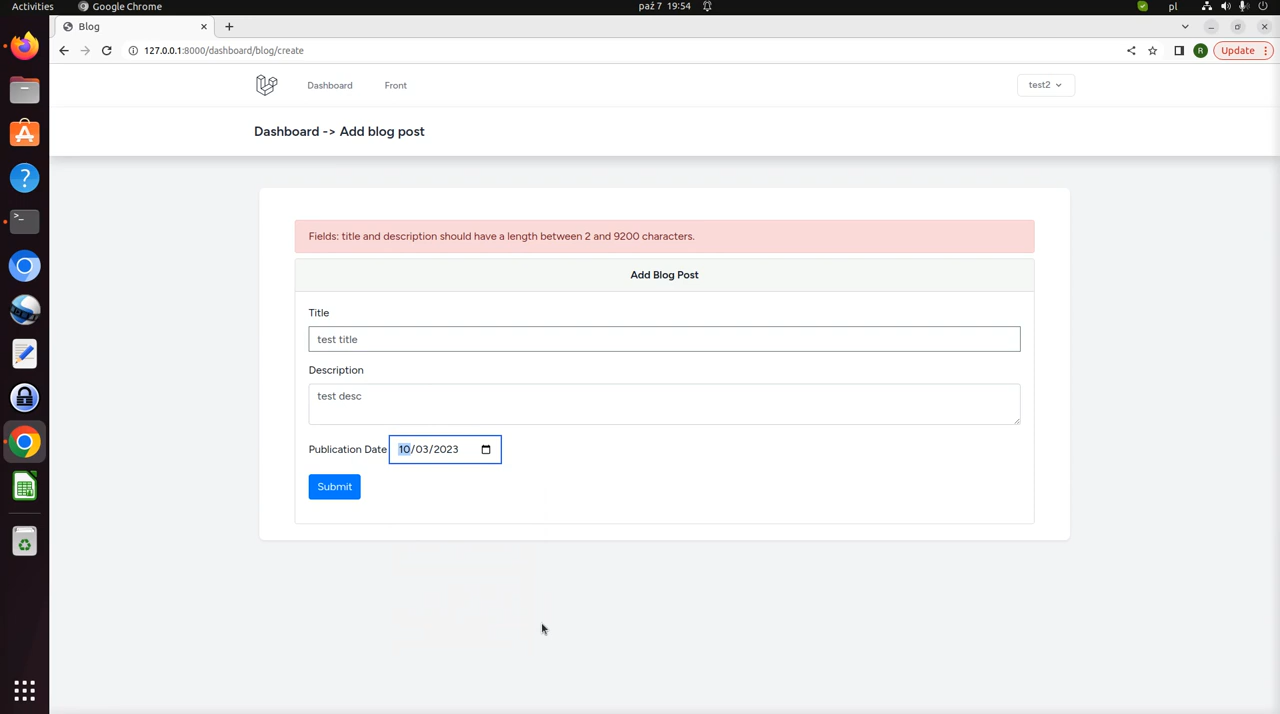 Activities
Google Chrome
paź 7 19:54
pl
Blog
127.0.0.1:8000/dashboard/blog/create
R
Update
Dashboard
Front
test2
Dashboard -> Add blog post
Fields: title and description should have a length between 2 and 9200 characters.
Add Blog Post
Title
test title
Description
test desc
Publication Date 10/03/2023
Submit